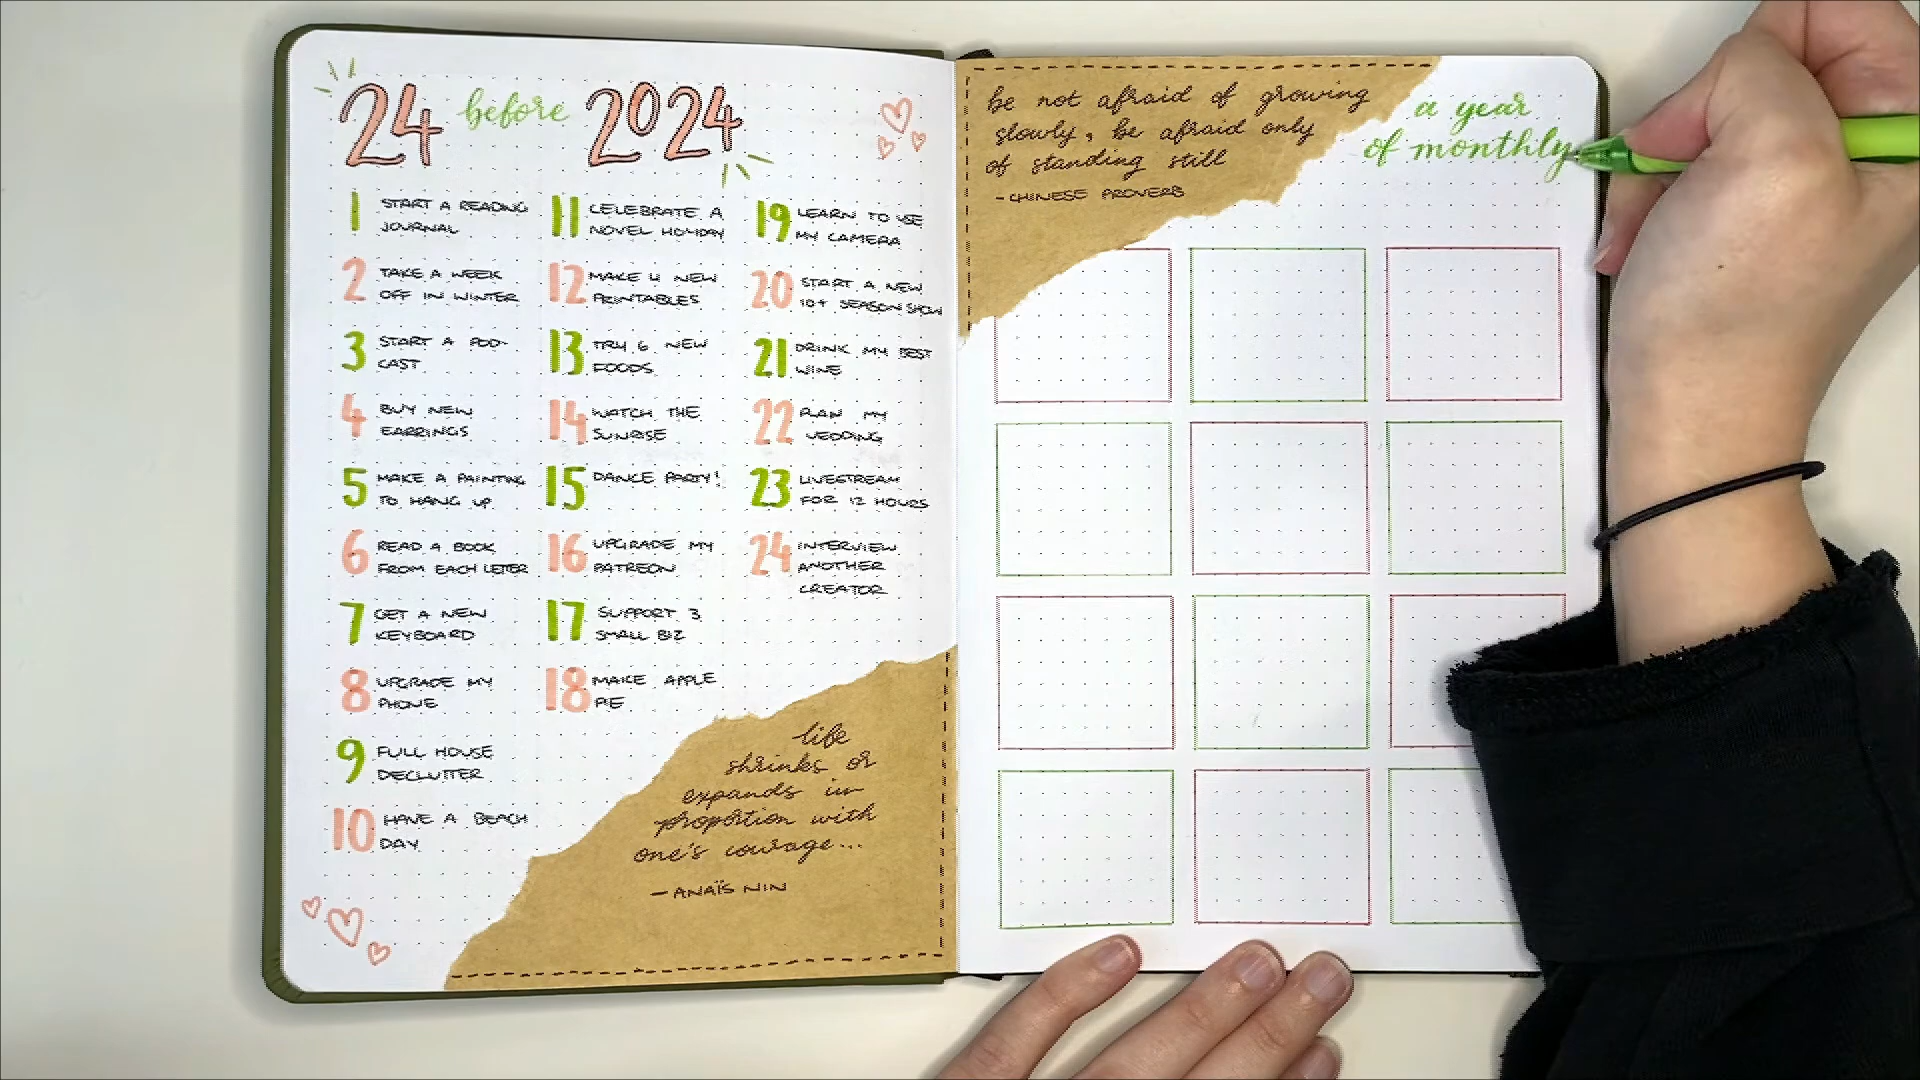 24 before 2024
1 START A READING
JOURNAL
2 TAKE A WEEK
OFF IN WINTER
3 START A POD-
CAST
4 BUY NEW
EARRINGS
5 MAKE A PAINTING
TO HANG UP
6 READ A BOOK
FROM EACH LETTER
7 GET A NEW
KEYBOARD
8 UPGRADE MY
PHONE
9 FULL HOUSE
DECLUTTER
10 HAVE A BEACH
DAY
11 CELEBRATE A
NOVEL HOLIDAY
12 MAKE 4 NEW
PRINTABLES
13 TRY 6 NEW
FOODS
14 WATCH THE
SUNRISE
15 DANCE PARTY!
16 UPGRADE MY
PATREON
17 SUPPORT 3
SMALL BIZ
18 MAKE APPLE
PIE
19 LEARN TO USE
MY CAMERA
20 START A NEW
10+ SEASON SHOW
21 DRINK MY BEST
WINE
22 PLAN MY
WEDDING
23 LIVESTREAM
FOR 12 HOURS
24 INTERVIEW
ANOTHER
CREATOR
life
shrinks or
expands in
proportion with
one's courage...
-ANAÏS NIN
be not afraid of growing
slowly, be afraid only
of standing still
-CHINESE PROVERB
a year
of monthly